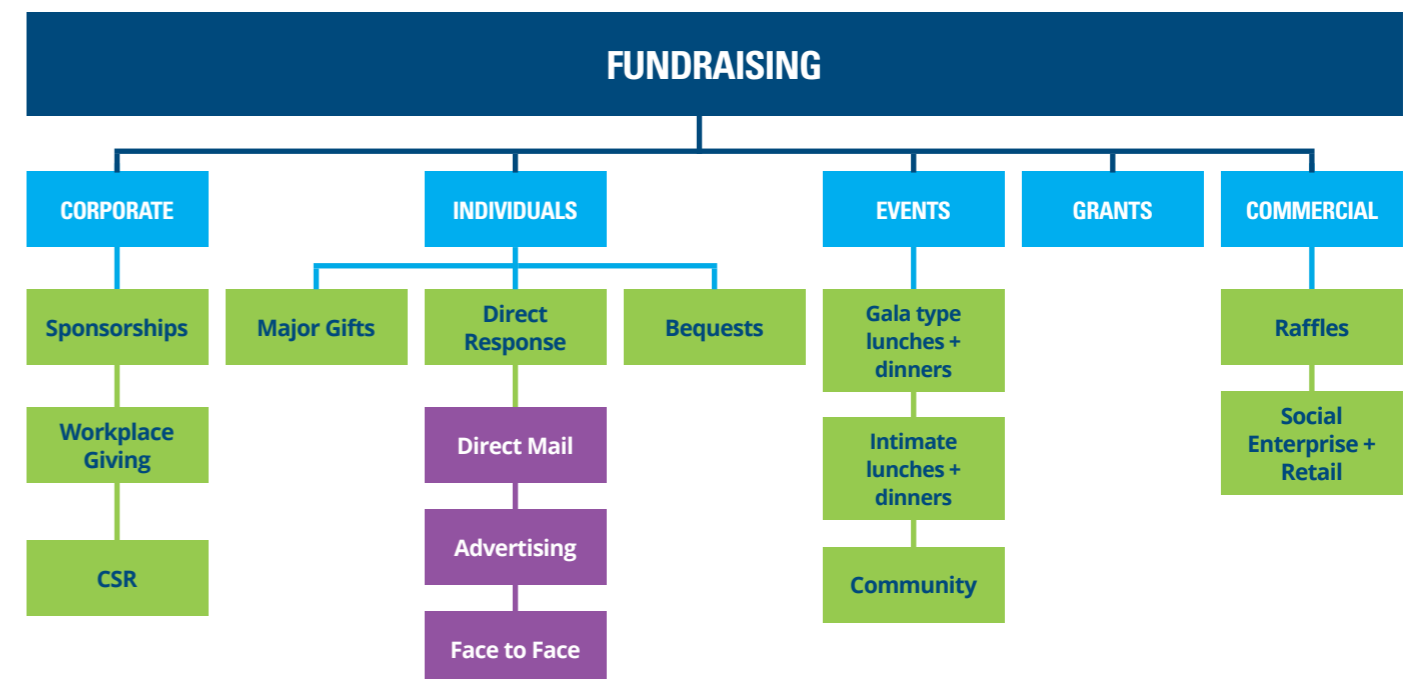 FUNDRAISING
CORPORATE
INDIVIDUALS
EVENTS
GRANTS
COMMERCIAL
Sponsorships
Major Gifts
Direct
Response
Bequests
Gala type
lunches +
dinners
Raffles
Workplace
Giving
Direct Mail
Intimate
lunches +
dinners
Social
Enterprise +
Retail
CSR
Advertising
Community
Face to Face